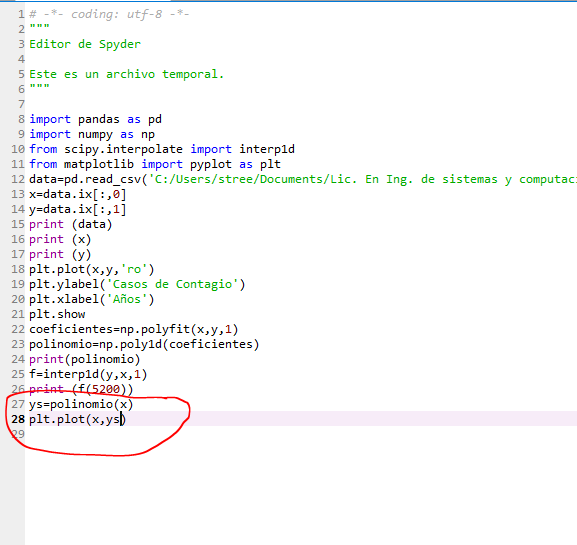 1 # -*- coding: utf-8 -*-
2 """
3 Editor de Spyder
4
5 Este es un archivo temporal.
6 """
7
8 import pandas as pd
9 import numpy as np
10 from scipy.interpolate import interp1d
11 from matplotlib import pyplot as plt
12 data=pd.read_csv('C:/Users/stree/Documents/Lic. En Ing. de sistemas y computaci
13 x=data.ix[:,0]
14 y=data.ix[:,1]
15 print (data)
16 print (x)
17 print (y)
18 plt.plot(x,y,'ro')
19 plt.ylabel('Casos de Contagio')
20 plt.xlabel('Años')
21 plt.show
22 coeficientes=np.polyfit(x,y,1)
23 polinomio=np.poly1d(coeficientes)
24 print(polinomio)
25 f=interp1d(y,x,1)
26 print (f(5200))
27 ys=polinomio(x)
28 plt.plot(x,ys)
29